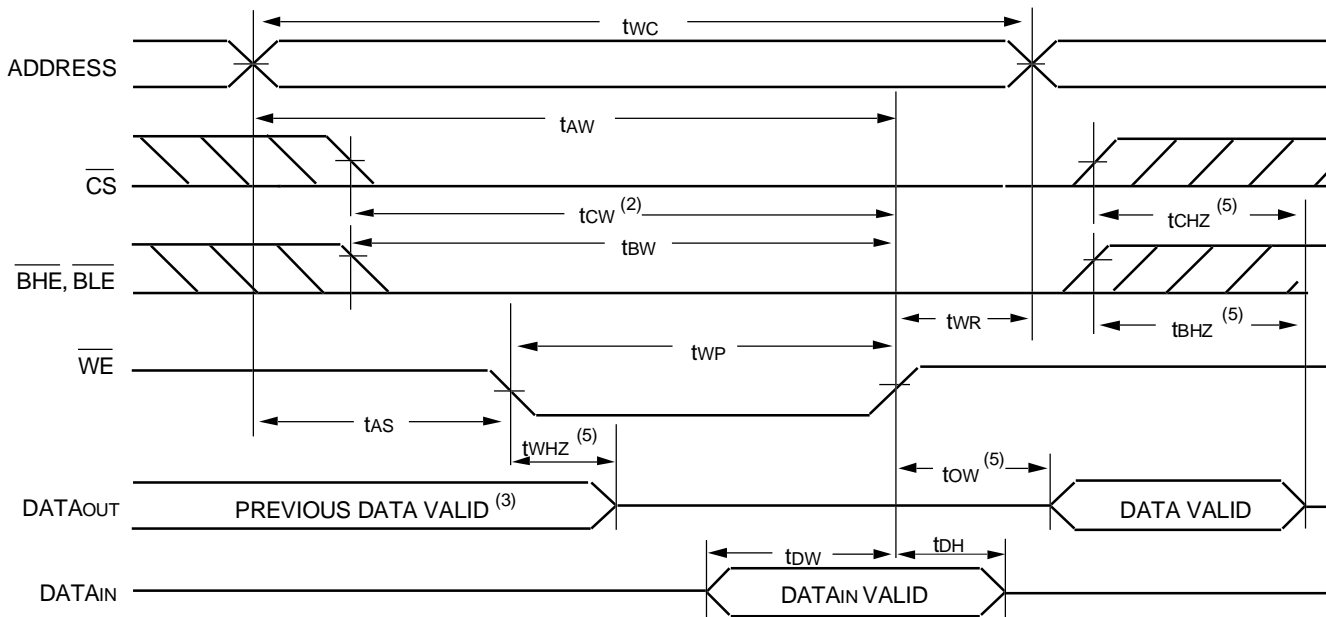 tWC
ADDRESS
tAW
CS
tCW (2)
tCHZ (5)
tBW
BHE, BLE
tWR
tBHZ (5)
tWP
WE
tAS
tWHZ (5)
tOW (5)
DATAOUT
PREVIOUS DATA VALID (3)
DATA VALID
tDW
tDH
DATAIN
DATAIN VALID